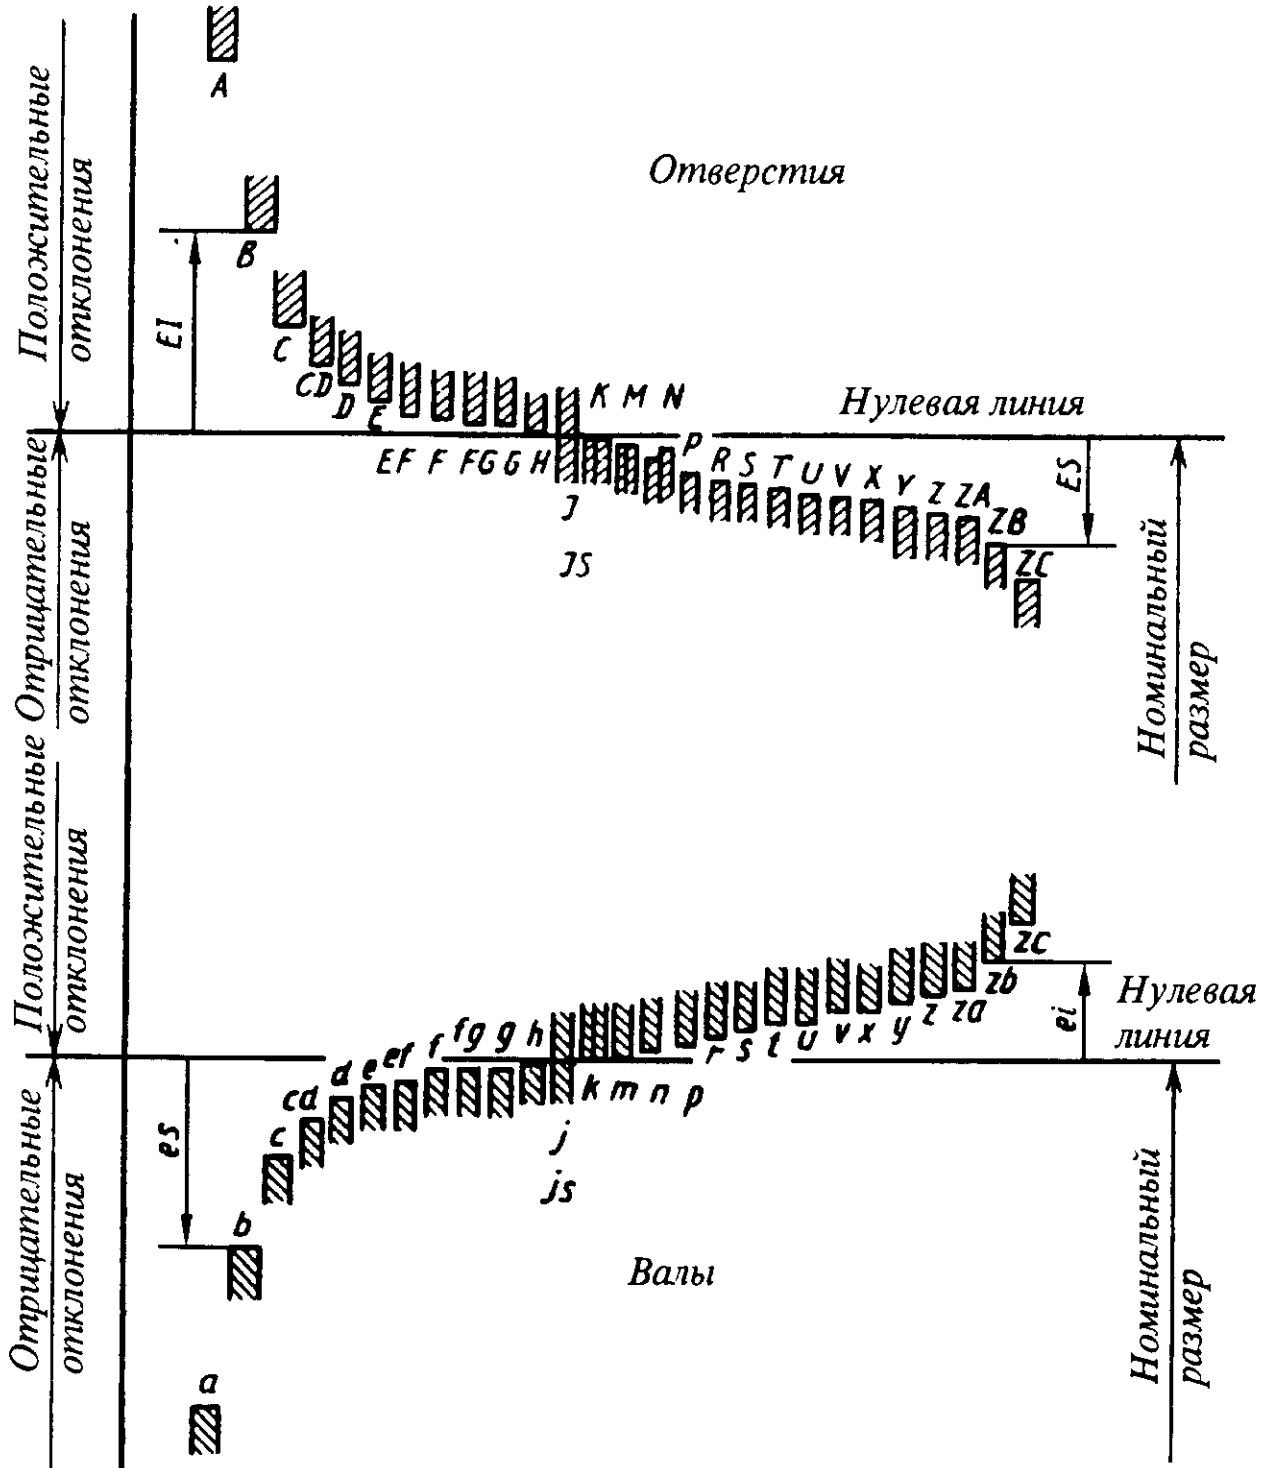 A
Положительные
отклонения
Отверстия
B
EI
C
CD
D
E
K M N
Нулевая линия
EF F FG G H
P
R S T U V X Y Z ZA
ZB
ZC
ES
J
JS
Отрицательные
отклонения
Номинальный
размер
Положительные
отклонения
zc
zb
za
z
y
ei
Нулевая
линия
r s t u v x
fg g h
f
ef
e
d
cd
c
k m n p
j
js
es
b
Отрицательные
отклонения
Валы
Номинальный
размер
a